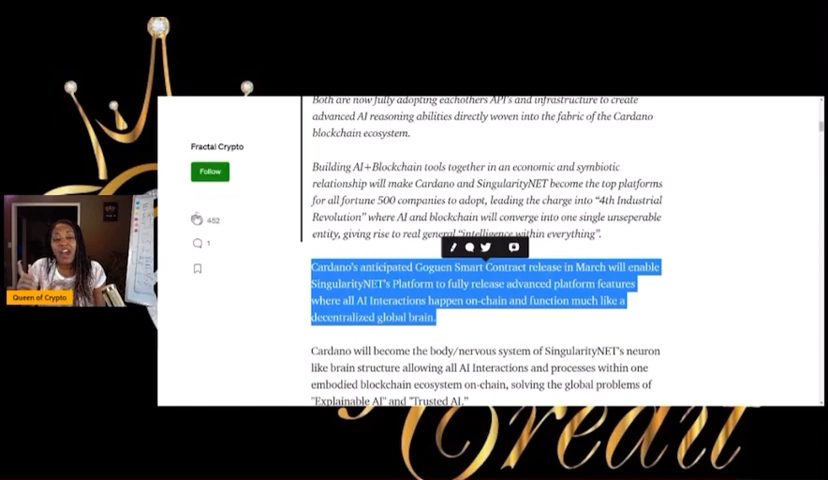 Both are now fully adopting eachothers API's and infrastructure to create
advanced AI reasoning abilities directly woven into the fabric of the Cardano
blockchain ecosystem.
Fractal Crypto
Follow
Building AI+Blockchain tools together in an economic and symbiotic
relationship will make Cardano and SingularityNET become the top platforms
for all fortune 500 companies to adopt, leading the charge into “4th Industrial
Revolution” where AI and blockchain will converge into one single unseperable
entity, giving rise to real general “intelligence within everything”.
452
1
Cardano's anticipated Goguen Smart Contract release in March will enable
SingularityNET's Platform to fully release advanced platform features
where all AI Interactions happen on-chain and function much like a
decentralized global brain.
Queen of Crypto
Cardano will become the body/nervous system of SingularityNET's neuron
like brain structure allowing all AI Interactions and processes within one
embodied blockchain ecosystem on-chain, solving the global problems of
"Explainable AI" and "Trusted AI."
Credit